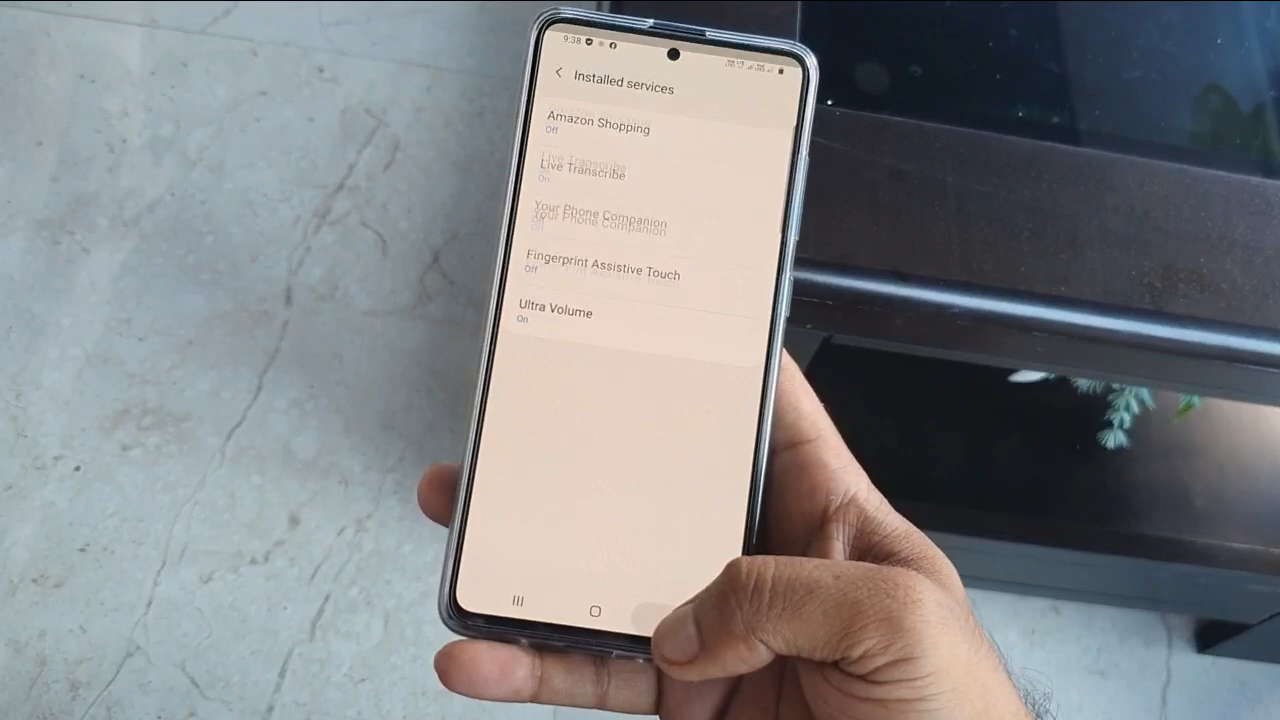 9:38
Installed services
Amazon Shopping
Off
Live Transcribe
On
Your Phone Companion
Off
Fingerprint Assistive Touch
Off
Ultra Volume
On